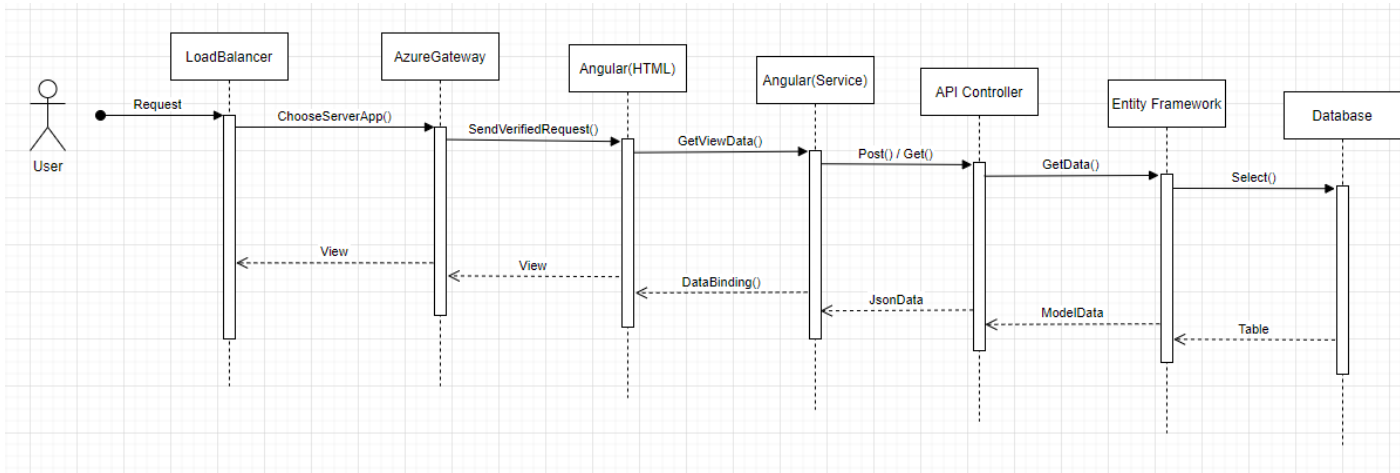 LoadBalancer
AzureGateway
Angular(HTML)
Angular(Service)
API Controller
Entity Framework
Database
User
Request
ChooseServerApp()
SendVerifiedRequest()
GetViewData()
Post() / Get()
GetData()
Select()
View
View
DataBinding()
JsonData
ModelData
Table